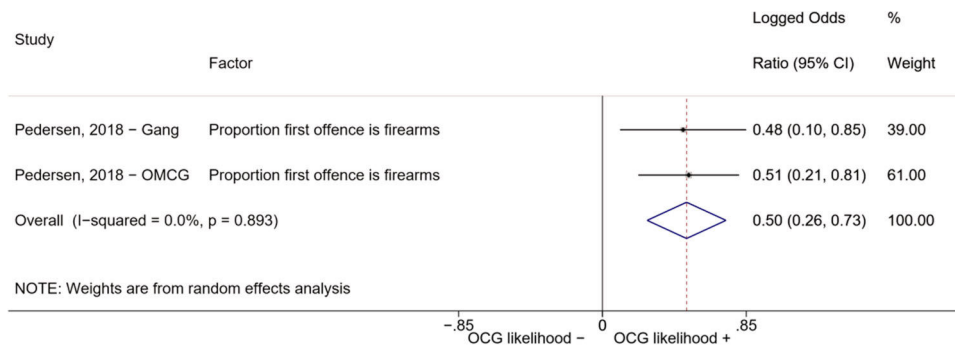 Logged Odds %
Study
Factor Ratio (95% CI) Weight
Pedersen, 2018 − Gang Proportion first offence is firearms 0.48 (0.10, 0.85) 39.00
Pedersen, 2018 − OMCG Proportion first offence is firearms 0.51 (0.21, 0.81) 61.00
Overall (I−squared = 0.0%, p = 0.893) 0.50 (0.26, 0.73) 100.00
NOTE: Weights are from random effects analysis
−.85 0 .85
OCG likelihood − OCG likelihood +